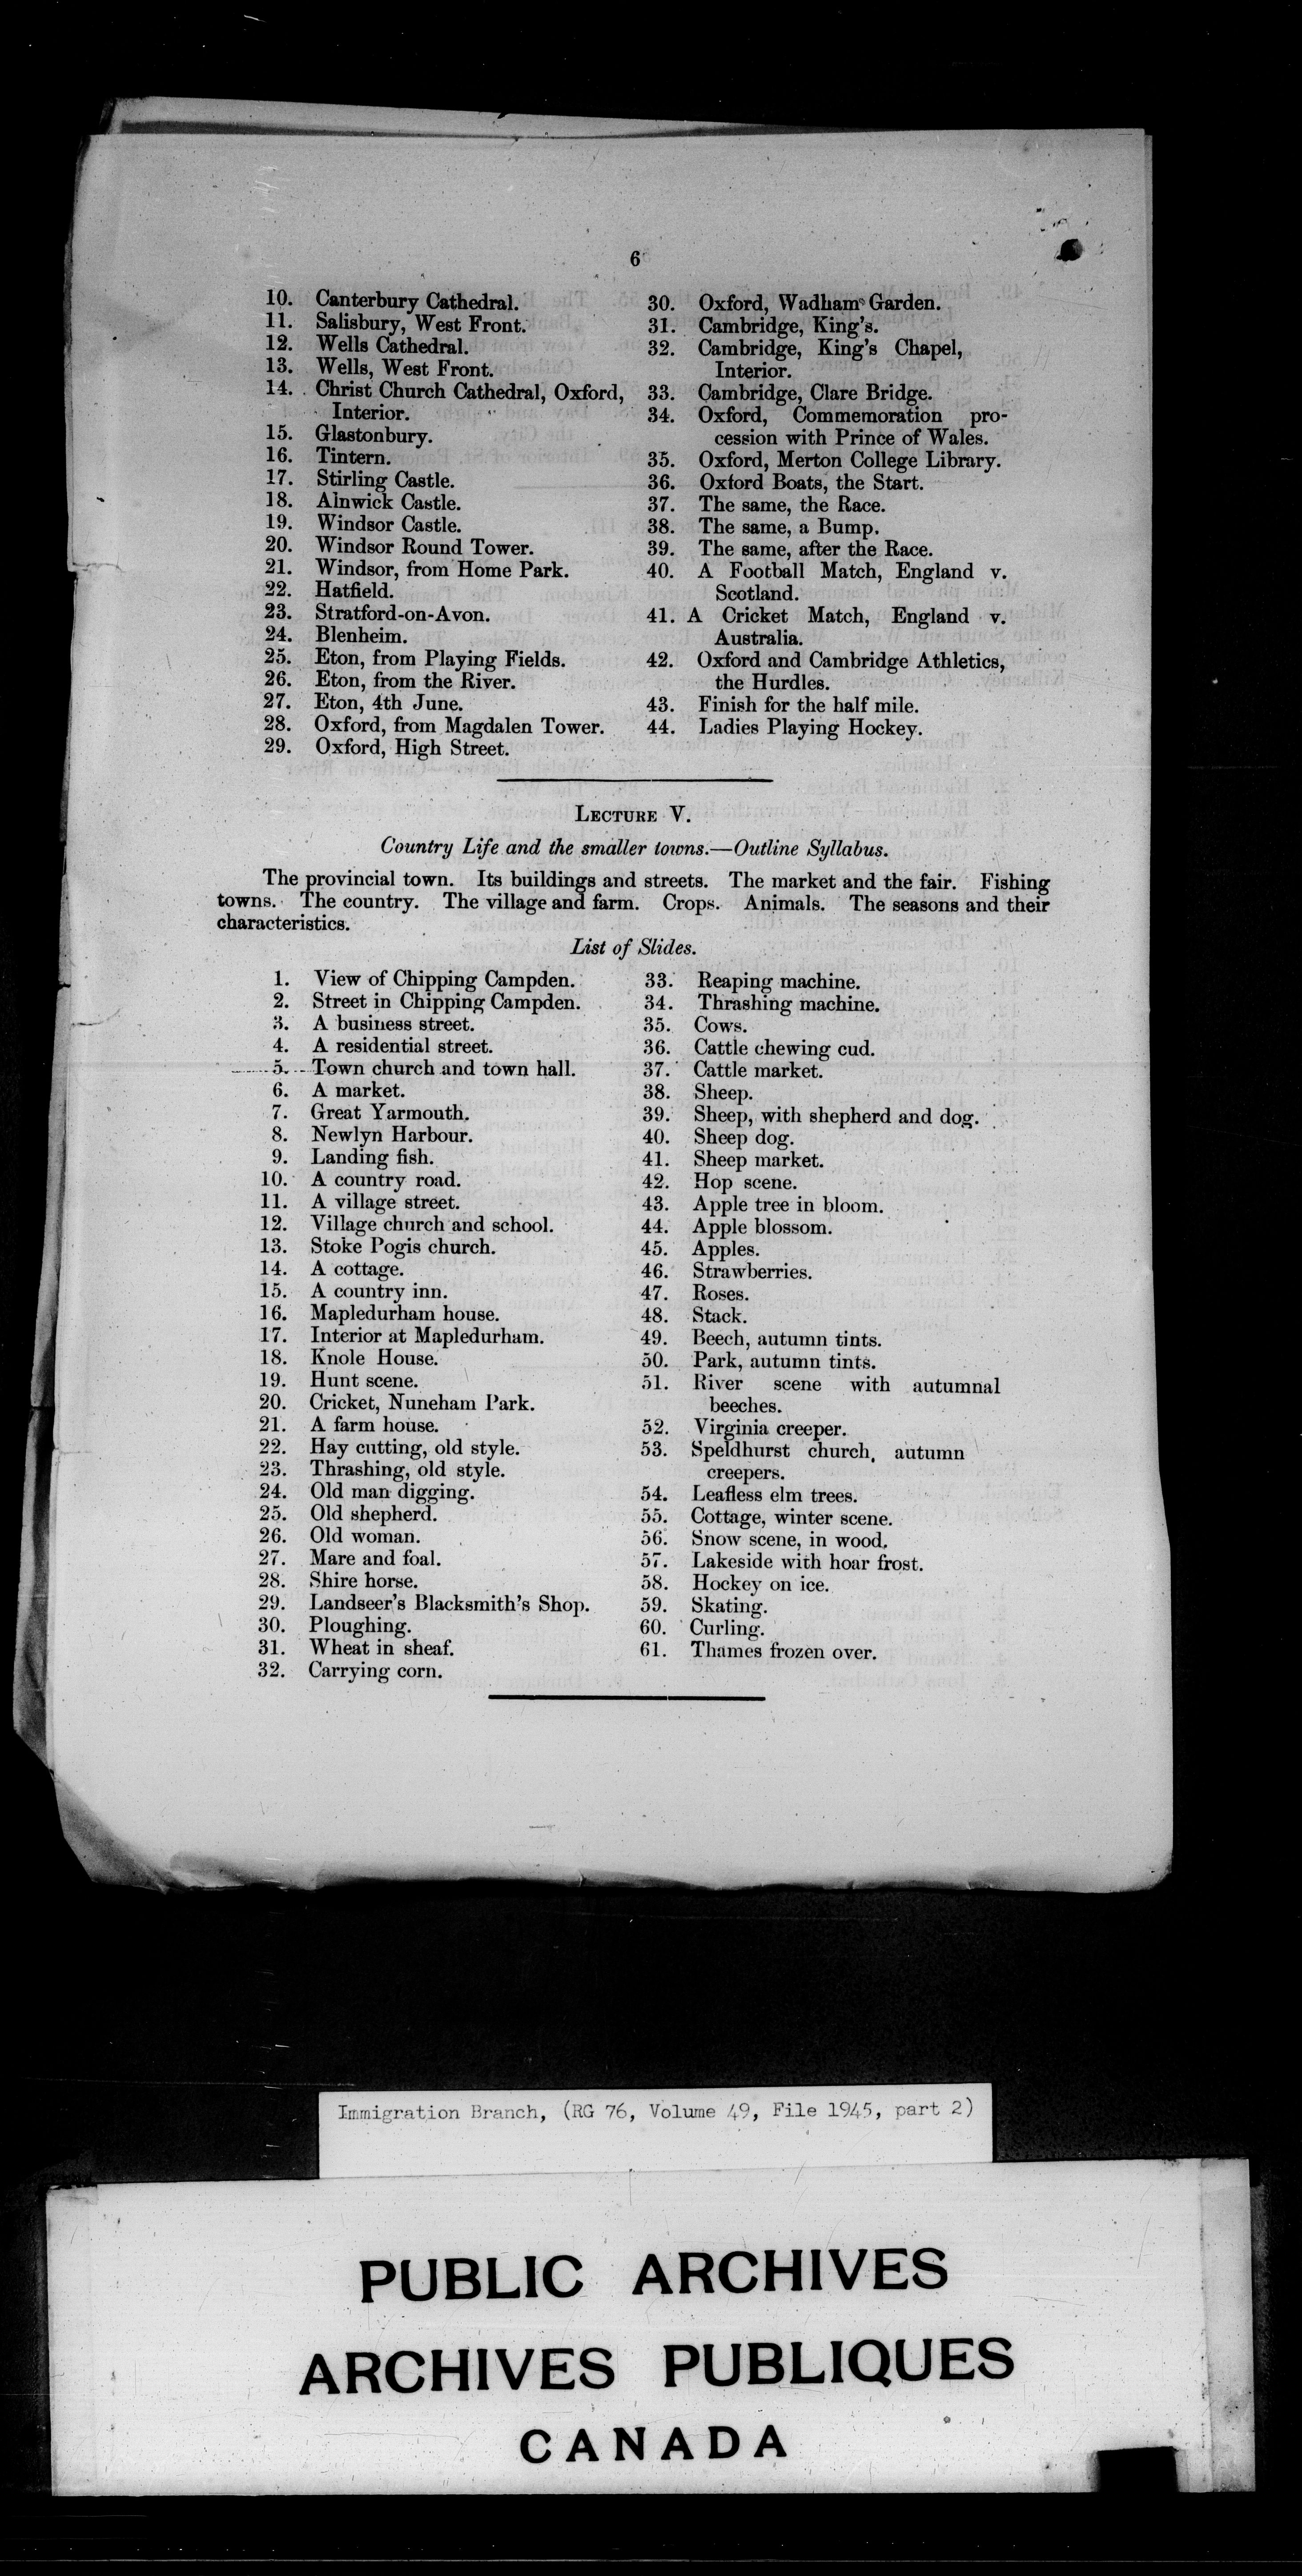 6
10. Canterbury Cathedral.
11. Salisbury, West Front.
12. Wells Cathedral.
13. Wells, West Front.
14. Christ Church Cathedral, Oxford,
Interior.
15. Glastonbury.
16. Tintern.
17. Stirling Castle.
18. Alnwick Castle.
19. Windsor Castle.
20. Windsor Round Tower.
21. Windsor, from Home Park.
22. Hatfield.
23. Stratford-on-Avon.
24. Blenheim.
25. Eton, from Playing Fields.
26. Eton, from the River.
27. Eton, 4th June.
28. Oxford, from Magdalen Tower.
29. Oxford, High Street.
30. Oxford, Wadham Garden.
31. Cambridge, King's.
32. Cambridge, King's Chapel,
Interior.
33. Cambridge, Clare Bridge.
34. Oxford, Commemoration pro-
cession with Prince of Wales.
35. Oxford, Merton College Library.
36. Oxford Boats, the Start.
37. The same, the Race.
38. The same, a Bump.
39. The same, after the Race.
40. A Football Match, England v.
Scotland.
41. A Cricket Match, England v.
Australia.
42. Oxford and Cambridge Athletics,
the Hurdles.
43. Finish for the half mile.
44. Ladies Playing Hockey.
LECTURE V.
Country Life and the smaller towns.—Outline Syllabus.
The provincial town. Its buildings and streets. The market and the fair. Fishing
towns. The country. The village and farm. Crops. Animals. The seasons and their
characteristics.
List of Slides.
1. View of Chipping Campden.
2. Street in Chipping Campden.
3. A business street.
4. A residential street.
5. Town church and town hall.
6. A market.
7. Great Yarmouth.
8. Newlyn Harbour.
9. Landing fish.
10. A country road.
11. A village street.
12. Village church and school.
13. Stoke Pogis church.
14. A cottage.
15. A country inn.
16. Mapledurham house.
17. Interior at Mapledurham.
18. Knole House.
19. Hunt scene.
20. Cricket, Nuneham Park.
21. A farm house.
22. Hay cutting, old style.
23. Thrashing, old style.
24. Old man digging.
25. Old shepherd.
26. Old woman.
27. Mare and foal.
28. Shire horse.
29. Landseer's Blacksmith's Shop.
30. Ploughing.
31. Wheat in sheaf.
32. Carrying corn.
33. Reaping machine.
34. Thrashing machine.
35. Cows.
36. Cattle chewing cud.
37. Cattle market.
38. Sheep.
39. Sheep, with shepherd and dog.
40. Sheep dog.
41. Sheep market.
42. Hop scene.
43. Apple tree in bloom.
44. Apple blossom.
45. Apples.
46. Strawberries.
47. Roses.
48. Stack.
49. Beech, autumn tints.
50. Park, autumn tints.
51. River scene with autumnal
beeches.
52. Virginia creeper.
53. Speldhurst church, autumn
creepers.
54. Leafless elm trees.
55. Cottage, winter scene.
56. Snow scene, in wood.
57. Lakeside with hoar frost.
58. Hockey on ice.
59. Skating.
60. Curling.
61. Thames frozen over.
Immigration Branch, (RG 76, Volume 49, File 1945, part 2)
PUBLIC ARCHIVES
ARCHIVES PUBLIQUES
CANADA